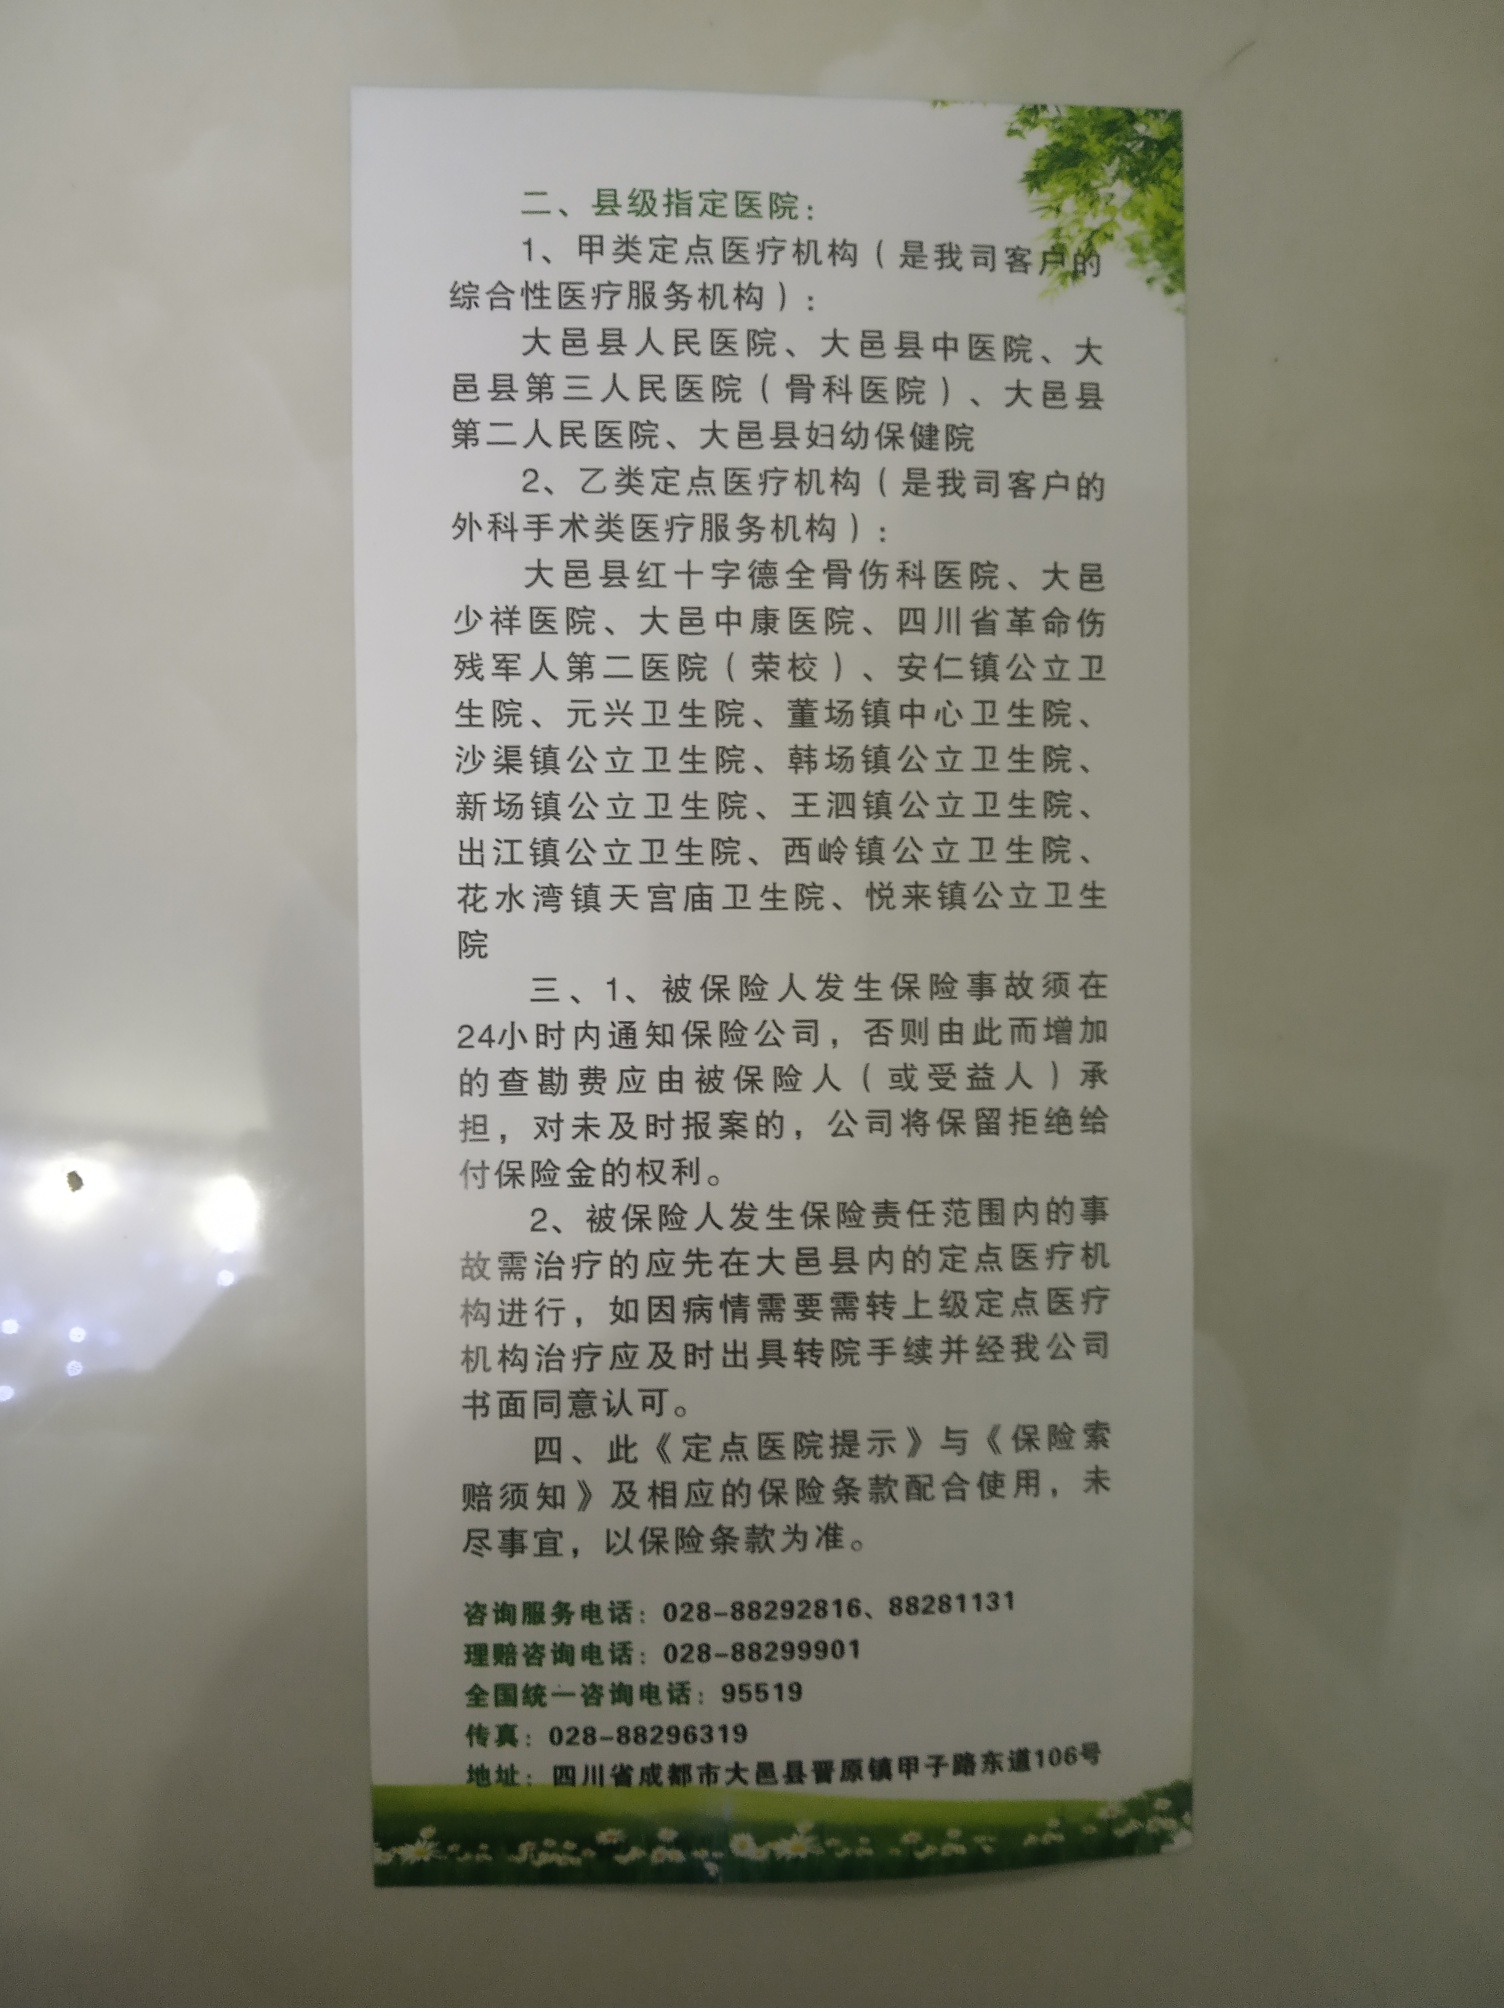 二、县级指定医院：
1、甲类定点医疗机构（是我司客户的
综合性医疗服务机构）：
大邑县人民医院、大邑县中医院、大
邑县第三人民医院（骨科医院）、大邑县
第二人民医院、大邑县妇幼保健院
2、乙类定点医疗机构（是我司客户的
外科手术类医疗服务机构）：
大邑县红十字德全骨伤科医院、大邑
少祥医院、大邑中康医院、四川省革命伤
残军人第二医院（荣校）、安仁镇公立卫
生院、元兴卫生院、董场镇中心卫生院、
沙渠镇公立卫生院、韩场镇公立卫生院、
新场镇公立卫生院、王泗镇公立卫生院、
出江镇公立卫生院、西岭镇公立卫生院、
花水湾镇天宫庙卫生院、悦来镇公立卫生
院
三、1、被保险人发生保险事故须在
24小时内通知保险公司，否则由此而增加
的查勘费应由被保险人（或受益人）承
担，对未及时报案的，公司将保留拒绝给
付保险金的权利。
2、被保险人发生保险责任范围内的事
故需治疗的应先在大邑县内的定点医疗机
构进行，如因病情需要需转上级定点医疗
机构治疗应及时出具转院手续并经我公司
书面同意认可。
四、此《定点医院提示》与《保险索
赔须知》及相应的保险条款配合使用，未
尽事宜，以保险条款为准。
咨询服务电话：028-88292816、88281131
理赔咨询电话：028-88299901
全国统一咨询电话：95519
传真：028-88296319
地址：四川省成都市大邑县晋原镇甲子路东道106号